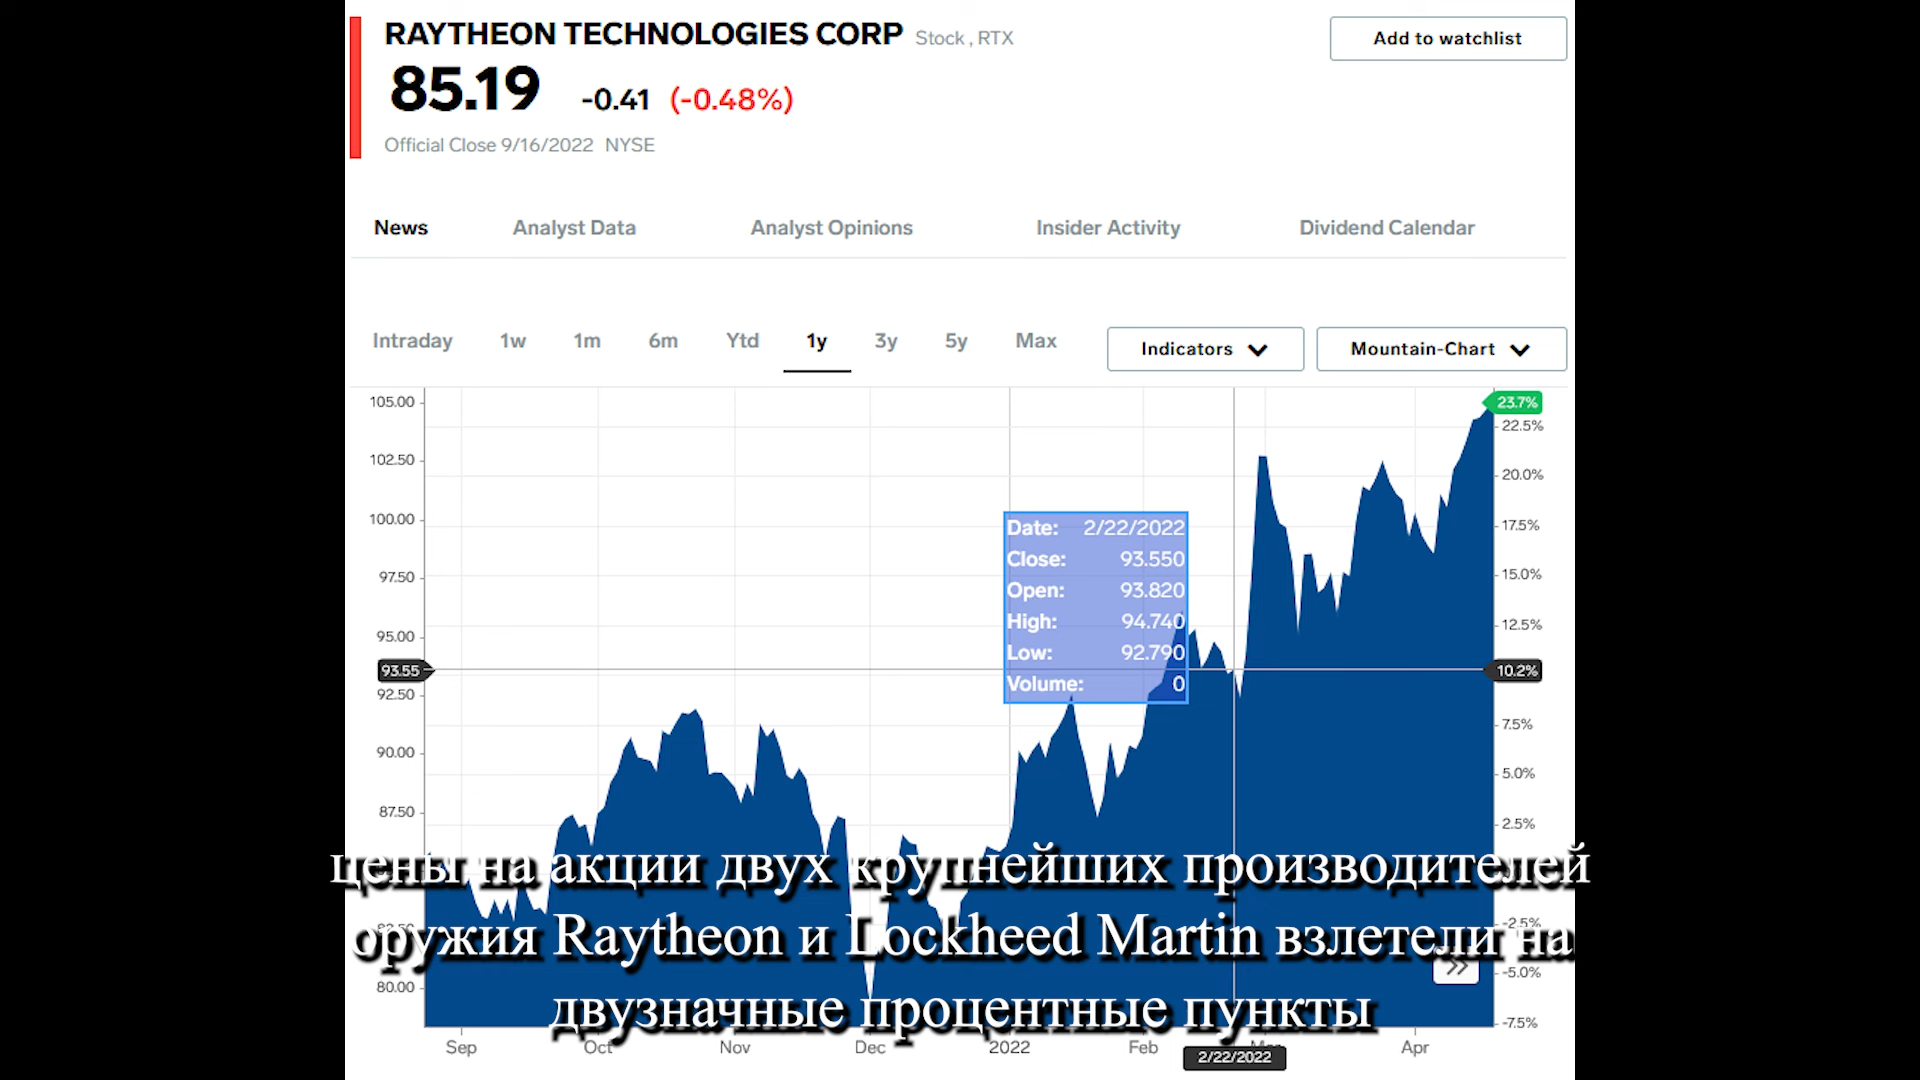 RAYTHEON TECHNOLOGIES CORP Stock , RTX
Add to watchlist
85.19 -0.41 (-0.48%)
Official Close 9/16/2022 NYSE
News Analyst Data Analyst Opinions Insider Activity Dividend Calendar
Intraday 1w 1m 6m Ytd 1y 3y 5y Max Indicators Mountain-Chart
105.00 23.7%
22.5%
102.50 20.0%
100.00 17.5%
Date: 2/22/2022
Close: 93.550
97.50 15.0%
Open: 93.820
High: 94.740
95.00 12.5%
Low: 92.790
93.55 10.2%
Volume: 0
92.50
7.5%
90.00 5.0%
87.50 2.5%
цены на акции двух крупнейших производителей
-2.5%
оружия Raytheon и Lockheed Martin взлетели на
-5.0%
80.00
двузначные процентные пункты
-7.5%
Sep Oct Nov Dec 2022 Feb Mar Apr
2/22/2022